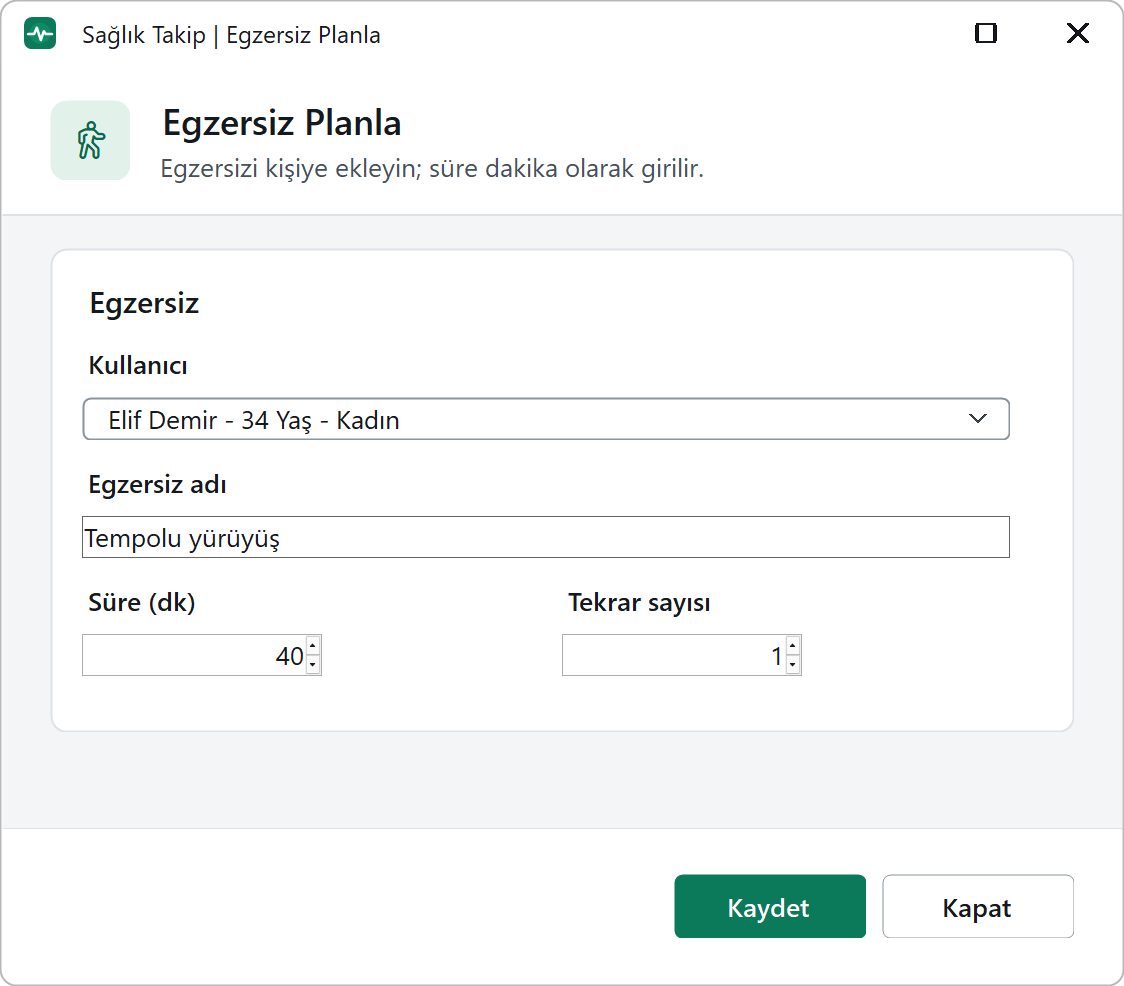 Sağlık Takip | Egzersiz Planla
Egzersiz Planla
Egzersizi kişiye ekleyin; süre dakika olarak girilir.
Egzersiz
Kullanıcı
Elif Demir - 34 Yaş - Kadın
Egzersiz adı
Tempolu yürüyüş
Süre (dk) Tekrar sayısı
40 1
Kaydet Kapat